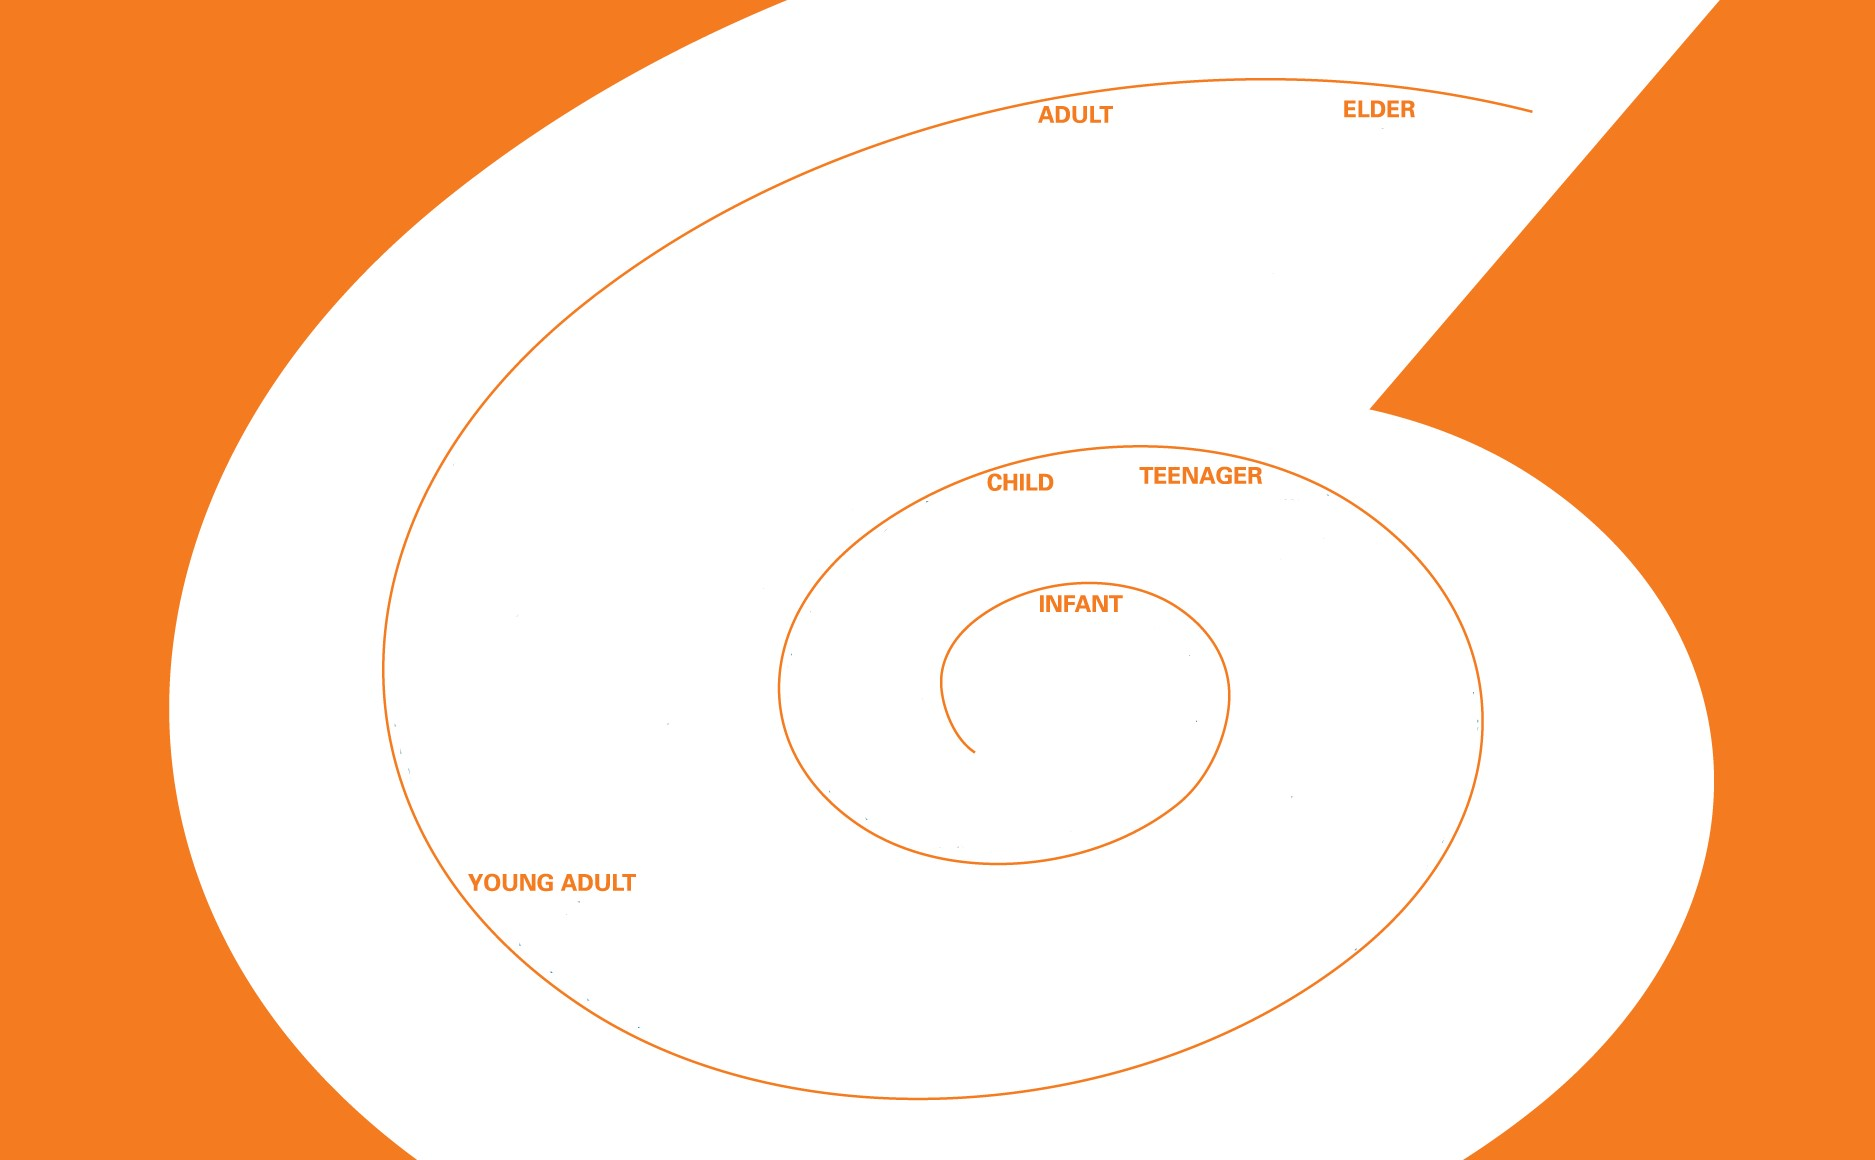 ADULT
ELDER
CHILD
TEENAGER
INFANT
YOUNG ADULT